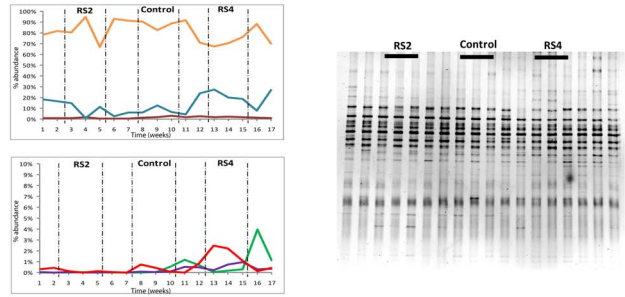 RS2 Control RS4
100%
90%
80%
70%
60%
50%
40%
30%
20%
10%
0%
% abundance
1 2 3 4 5 6 7 8 9 10 11 12 13 14 15 16 17
Time (weeks)
RS2 Control RS4
10%
9%
8%
7%
6%
5%
4%
3%
2%
1%
0%
% abundance
1 2 3 4 5 6 7 8 9 10 11 12 13 14 15 16 17
Time (weeks)
RS2 Control RS4